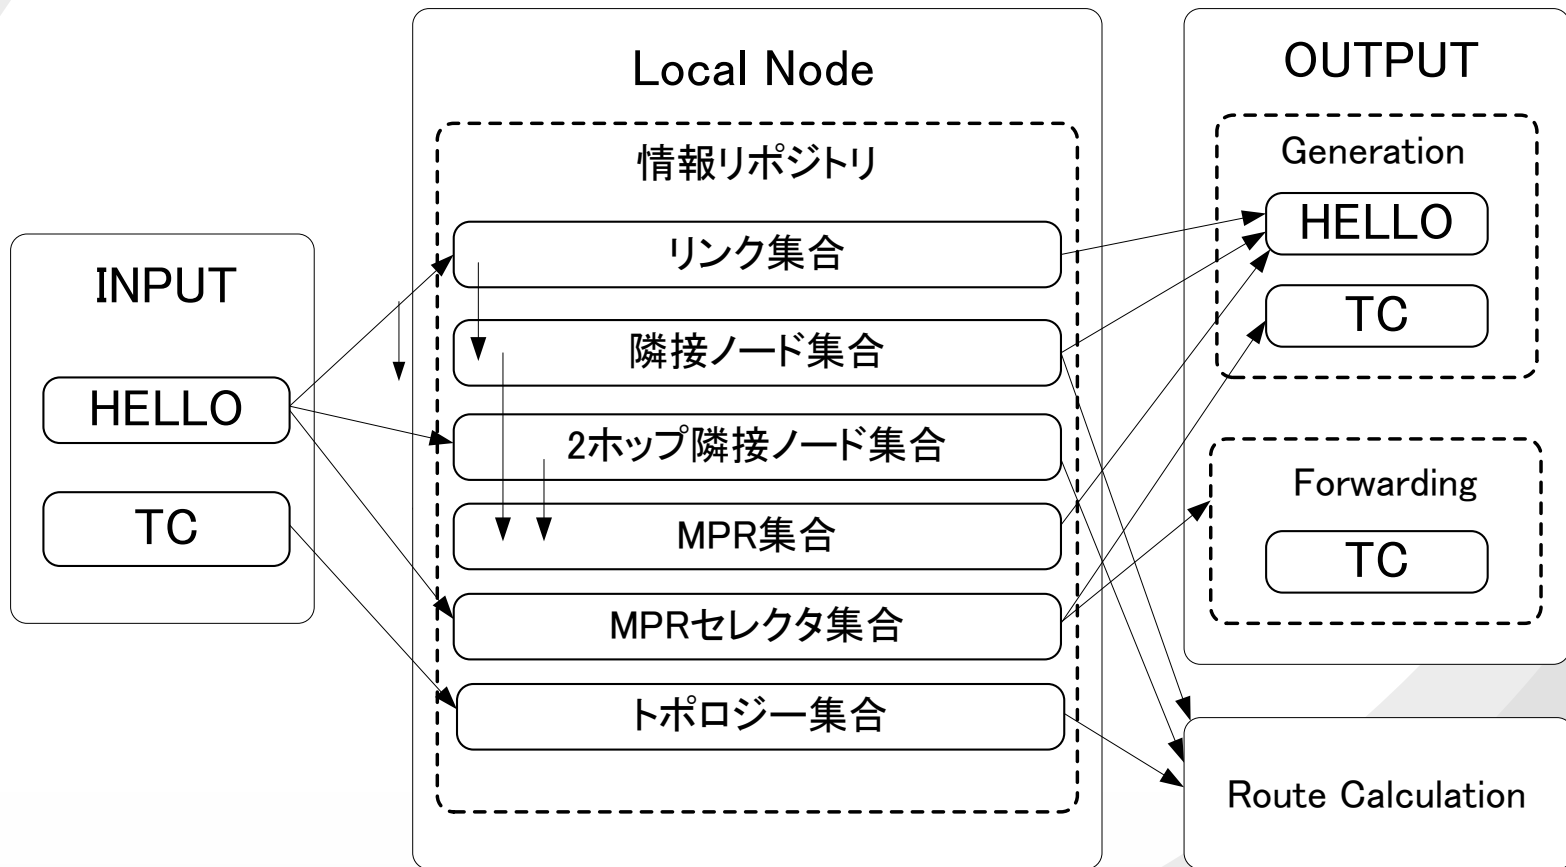 INPUT
HELLO
TC
Local Node
情報リポジトリ
リンク集合
隣接ノード集合
2ホップ隣接ノード集合
MPR集合
MPRセレクタ集合
トポロジー集合
OUTPUT
Generation
HELLO
TC
Forwarding
TC
Route Calculation